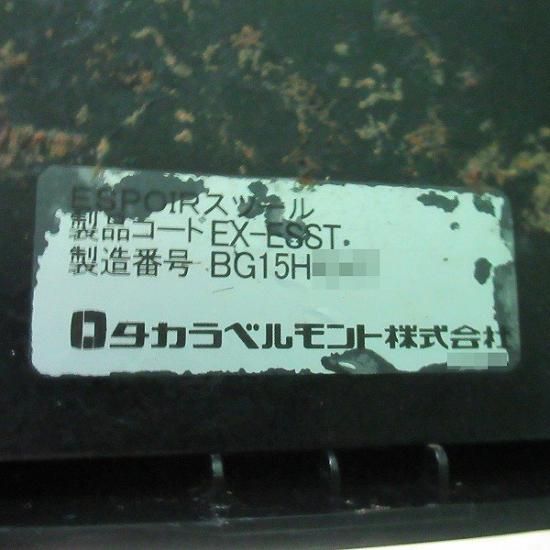 ESPOIRスツール
製品コード EX-ESST
製造番号 BG15H
タカラベルモント株式会社